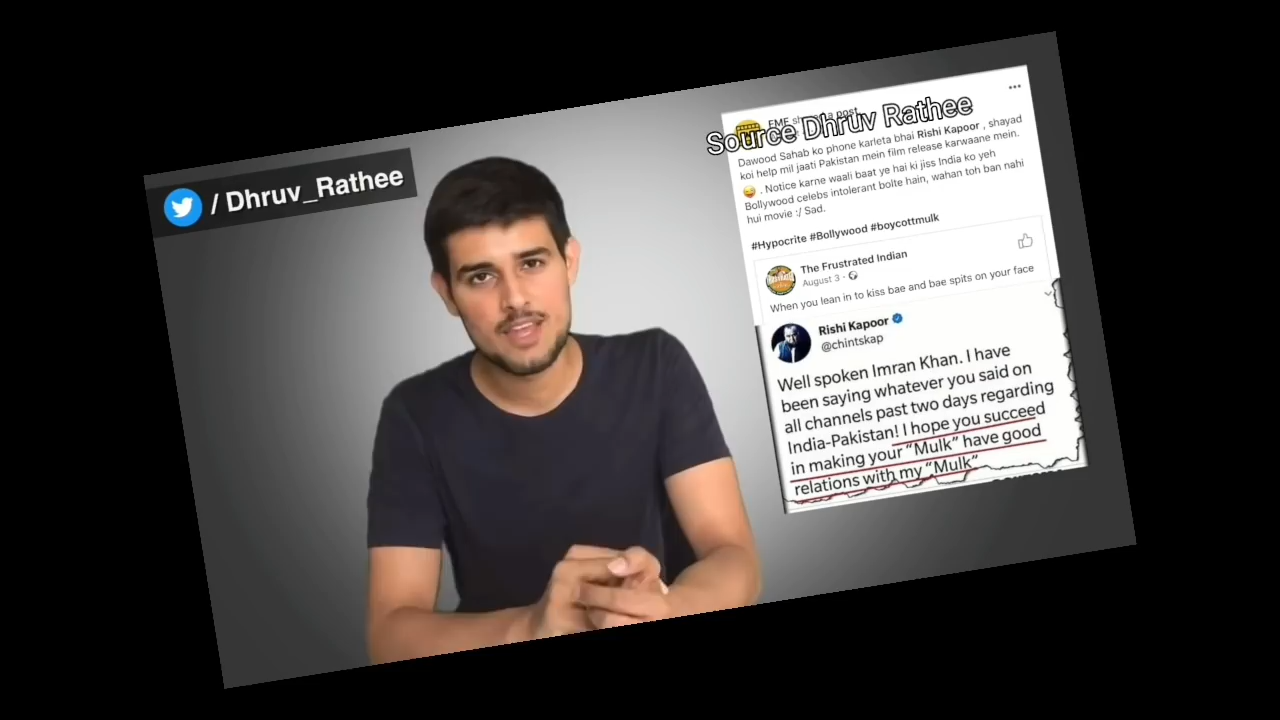 / Dhruv_Rathee
Source Dhruv Rathee
FMF sh a post
Dawood Sahab ko phone karleta bhai Rishi Kapoor , shayad
koi help mil jaati Pakistan mein film release karwaane mein.
. Notice karne waali baat ye hai ki jiss India ko yeh
Bollywood celebs intolerant bolte hain, wahan toh ban nahi
hui movie :/ Sad.
#Hypocrite #Bollywood #boycottmulk
The Frustrated Indian
August 3 ·
When you lean in to kiss bae and bae spits on your face
Rishi Kapoor
@chintskap
Well spoken Imran Khan. I have
been saying whatever you said on
all channels past two days regarding
India-Pakistan! I hope you succeed
in making your “Mulk” have good
relations with my “Mulk”